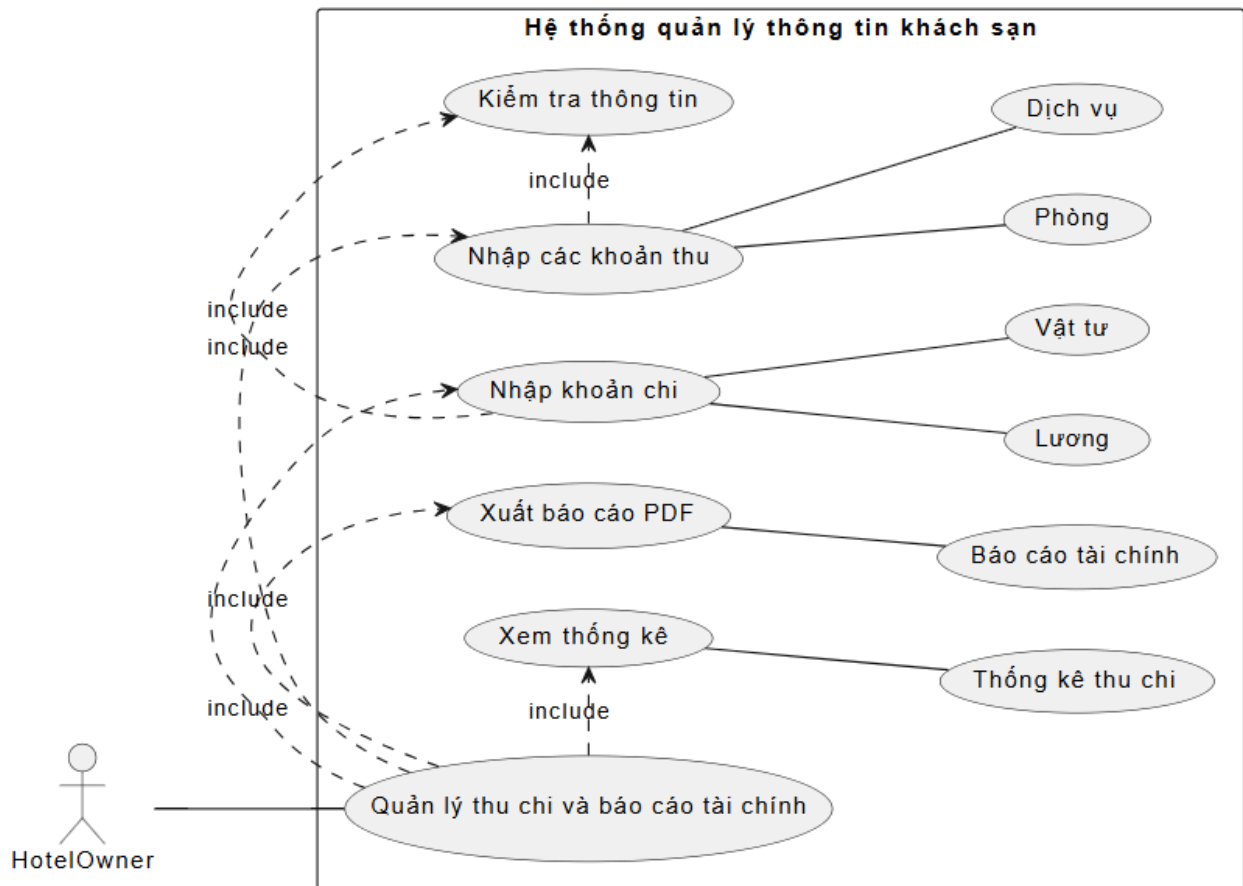 Hệ thống quản lý thông tin khách sạn
Kiểm tra thông tin
Dịch vụ
include
Phòng
Nhập các khoản thu
include
Vật tư
include
Nhập khoản chi
Lương
Xuất báo cáo PDF
Báo cáo tài chính
include
Xem thống kê
Thống kê thu chi
include
include
Quản lý thu chi và báo cáo tài chính
HotelOwner